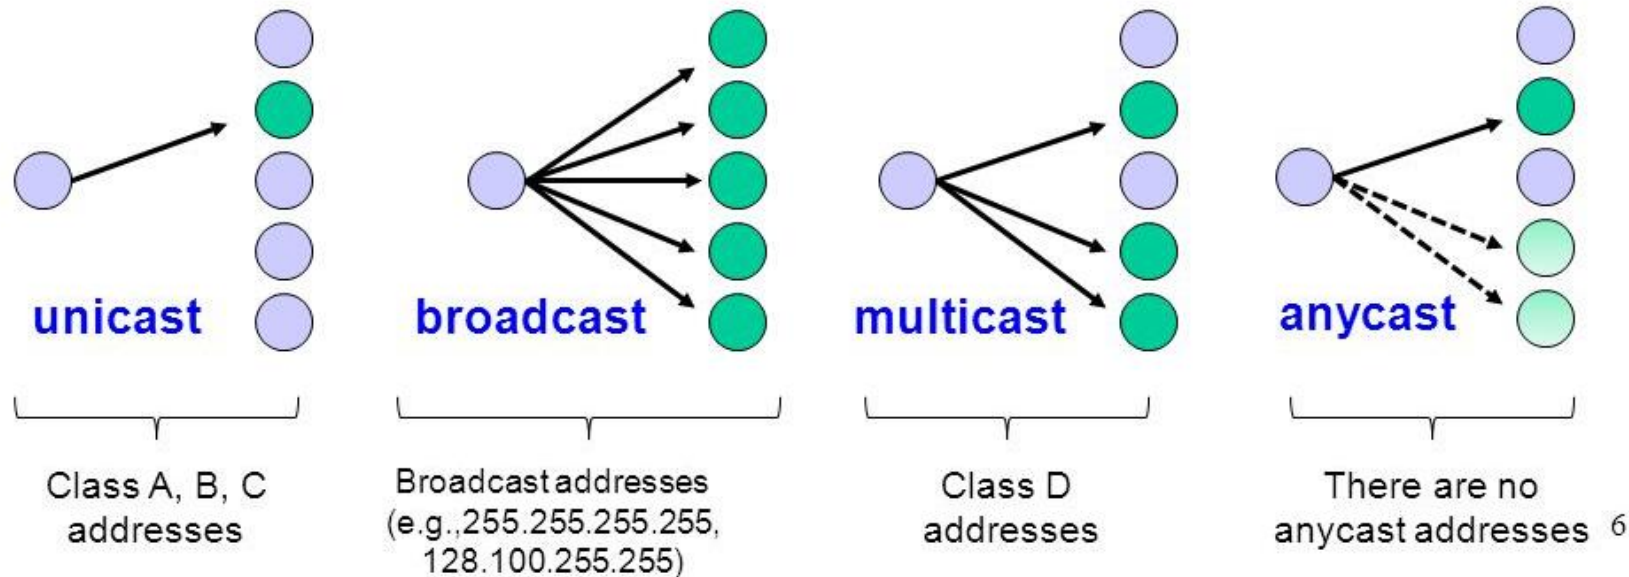 unicast
broadcast
multicast
anycast
Class A, B, C
addresses
Broadcast addresses
(e.g.,255.255.255.255,
128.100.255.255)
Class D
addresses
There are no
anycast addresses
6